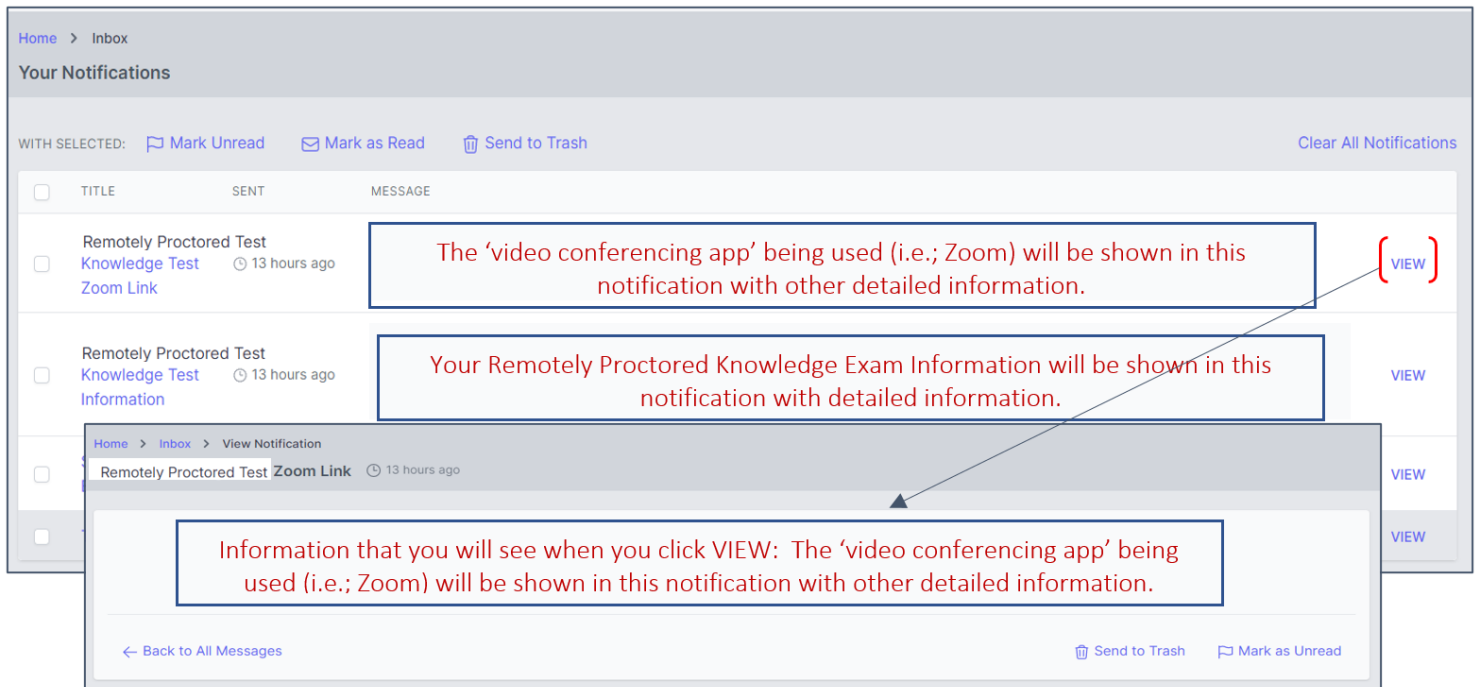 Home > Inbox
Your Notifications
WITH SELECTED: Mark Unread Mark as Read Send to Trash Clear All Notifications
TITLE SENT MESSAGE
Remotely Proctored Test
Knowledge Test 13 hours ago
Zoom Link
The ‘video conferencing app’ being used (i.e.; Zoom) will be shown in this
notification with other detailed information.
VIEW
Remotely Proctored Test
Knowledge Test 13 hours ago
Information
Your Remotely Proctored Knowledge Exam Information will be shown in this
notification with detailed information.
VIEW
VIEW
VIEW
Home > Inbox > View Notification
Remotely Proctored Test Zoom Link 13 hours ago
Information that you will see when you click VIEW: The ‘video conferencing app’ being
used (i.e.; Zoom) will be shown in this notification with other detailed information.
← Back to All Messages Send to Trash Mark as Unread